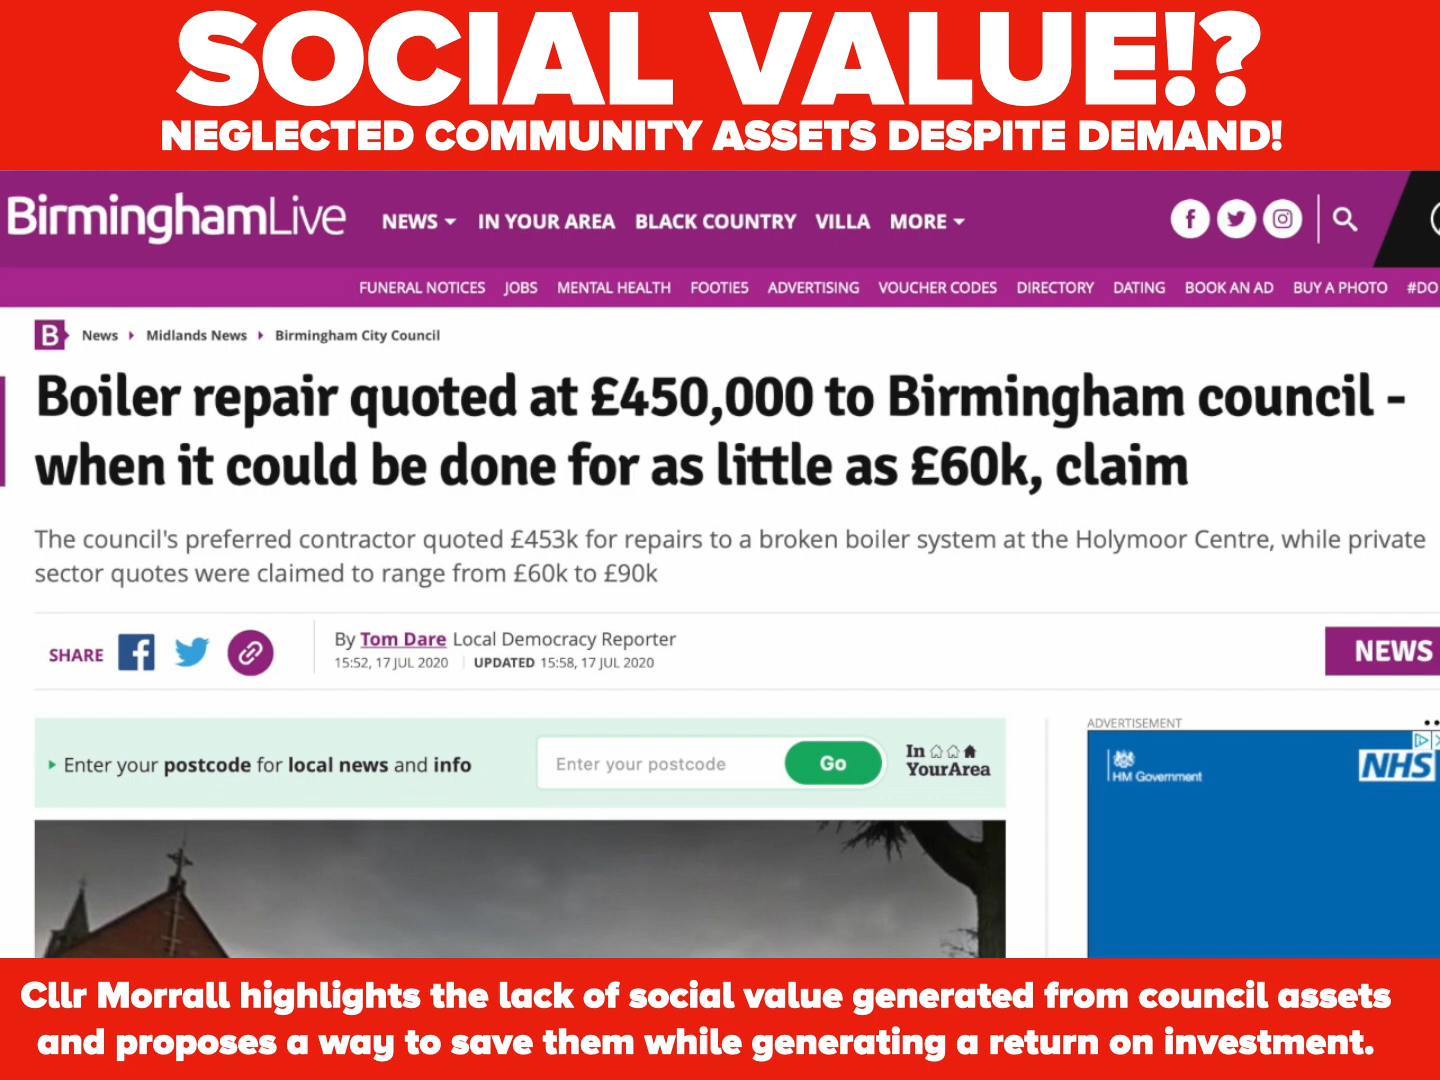 SOCIAL VALUE!?
NEGLECTED COMMUNITY ASSETS DESPITE DEMAND!
BirminghamLive
NEWS IN YOUR AREA BLACK COUNTRY VILLA MORE
FUNERAL NOTICES JOBS MENTAL HEALTH FOOTIE5 ADVERTISING VOUCHER CODES DIRECTORY DATING BOOK AN AD BUY A PHOTO #DO
B News Midlands News Birmingham City Council
Boiler repair quoted at £450,000 to Birmingham council -
when it could be done for as little as £60k, claim
The council's preferred contractor quoted £453k for repairs to a broken boiler system at the Holymoor Centre, while private
sector quotes were claimed to range from £60k to £90k
SHARE
By Tom Dare Local Democracy Reporter
15:52, 17 JUL 2020 UPDATED 15:58, 17 JUL 2020
NEWS
Enter your postcode for local news and info
Enter your postcode
Go
In
YourArea
ADVERTISEMENT
HM Government
NHS
Cllr Morrall highlights the lack of social value generated from council assets
and proposes a way to save them while generating a return on investment.